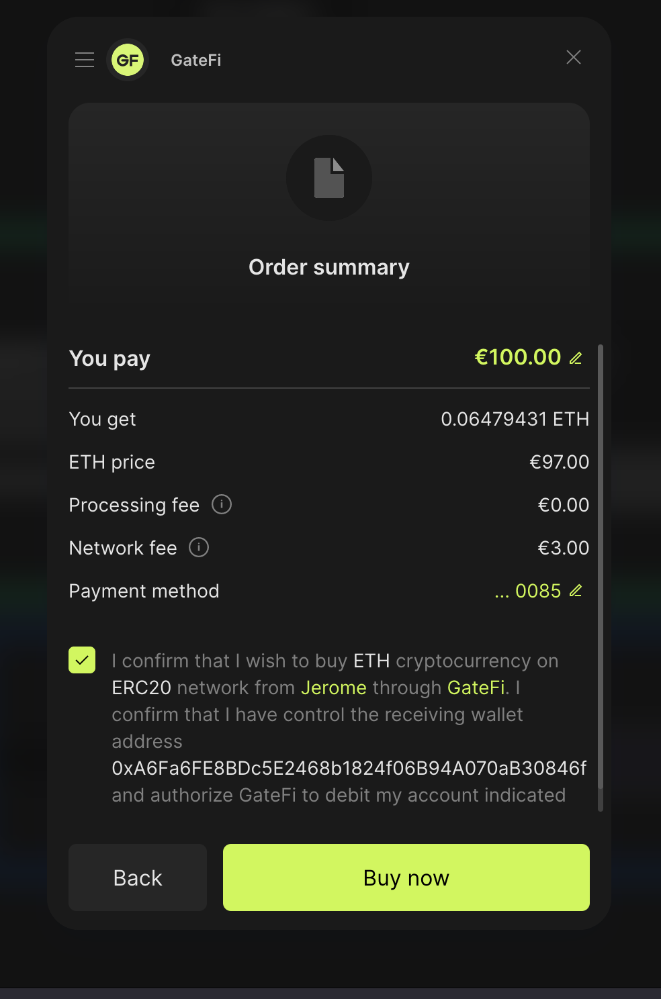 GF GateFi
Order summary
You pay €100.00
You get 0.06479431 ETH
ETH price €97.00
Processing fee €0.00
Network fee €3.00
Payment method ... 0085
I confirm that I wish to buy ETH cryptocurrency on
ERC20 network from Jerome through GateFi. I
confirm that I have control the receiving wallet
address
0xA6Fa6FE8BDc5E2468b1824f06B94A070aB30846f
and authorize GateFi to debit my account indicated
Back Buy now